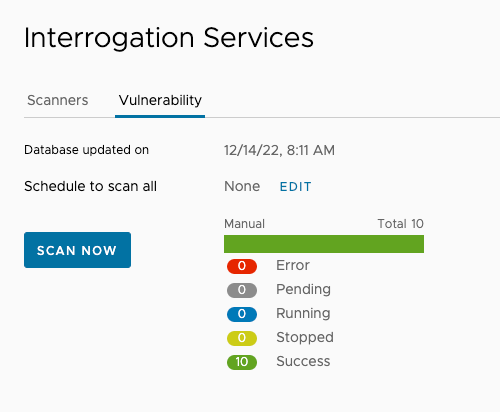 Interrogation Services
Scanners Vulnerability
Database updated on 12/14/22, 8:11 AM
Schedule to scan all None EDIT
Manual Total 10
SCAN NOW
0 Error
0 Pending
0 Running
0 Stopped
10 Success